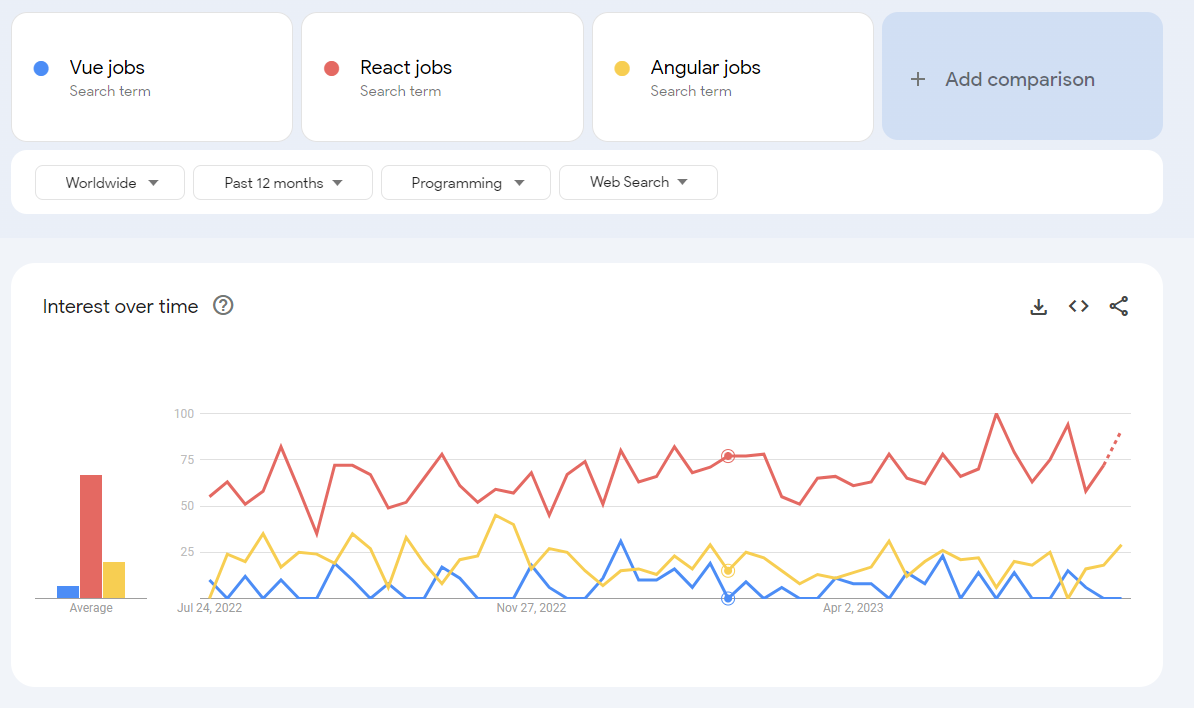 Vue jobs
Search term
React jobs
Search term
Angular jobs
Search term
+ Add comparison
Worldwide
Past 12 months
Programming
Web Search
Interest over time
?
100
75
50
25
Average
Jul 24, 2022
Nov 27, 2022
Apr 2, 2023